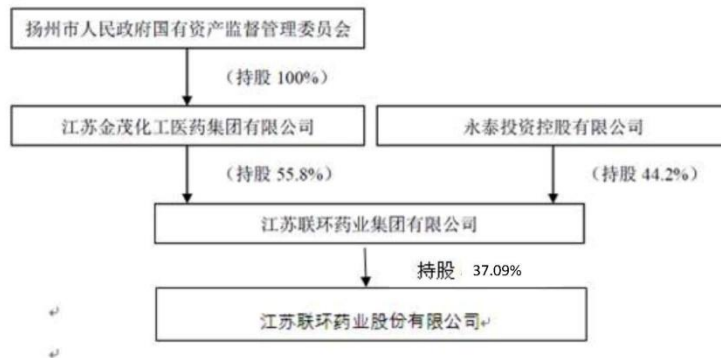 扬州市人民政府国有资产监督管理委员会
（持股 100%）
江苏金茂化工医药集团有限公司
永泰投资控股有限公司
（持股 55.8%）
（持股 44.2%）
江苏联环药业集团有限公司
持股 37.09%
江苏联环药业股份有限公司